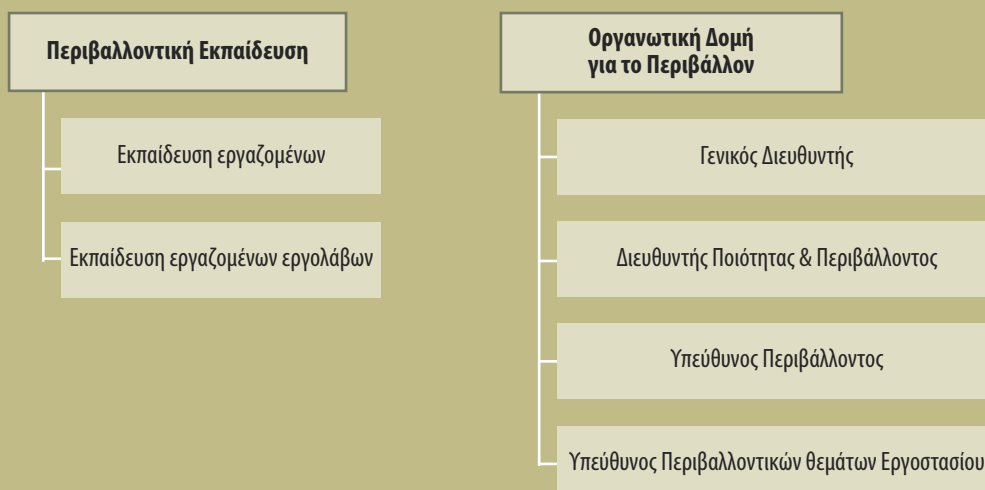 Περιβαλλοντική Εκπαίδευση
Εκπαίδευση εργαζομένων
Εκπαίδευση εργαζομένων εργολάβων
Οργανωτική Δομή
για το Περιβάλλον
Γενικός Διευθυντής
Διευθυντής Ποιότητας & Περιβάλλοντος
Υπεύθυνος Περιβάλλοντος
Υπεύθυνος Περιβαλλοντικών θεμάτων Εργοστασίου